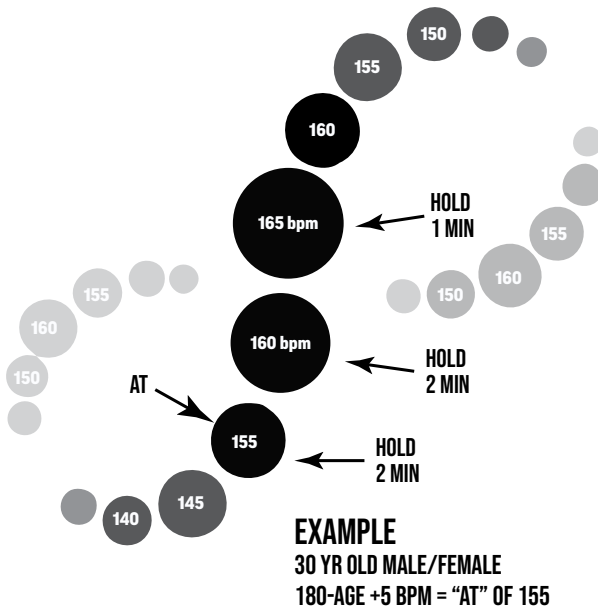 150
155
160
165 bpm
HOLD
1 MIN
155
160
150
155
160
150
160 bpm
HOLD
2 MIN
AT
155
HOLD
2 MIN
145
140
EXAMPLE
30 YR OLD MALE/FEMALE
180-AGE +5 BPM = “AT” OF 155